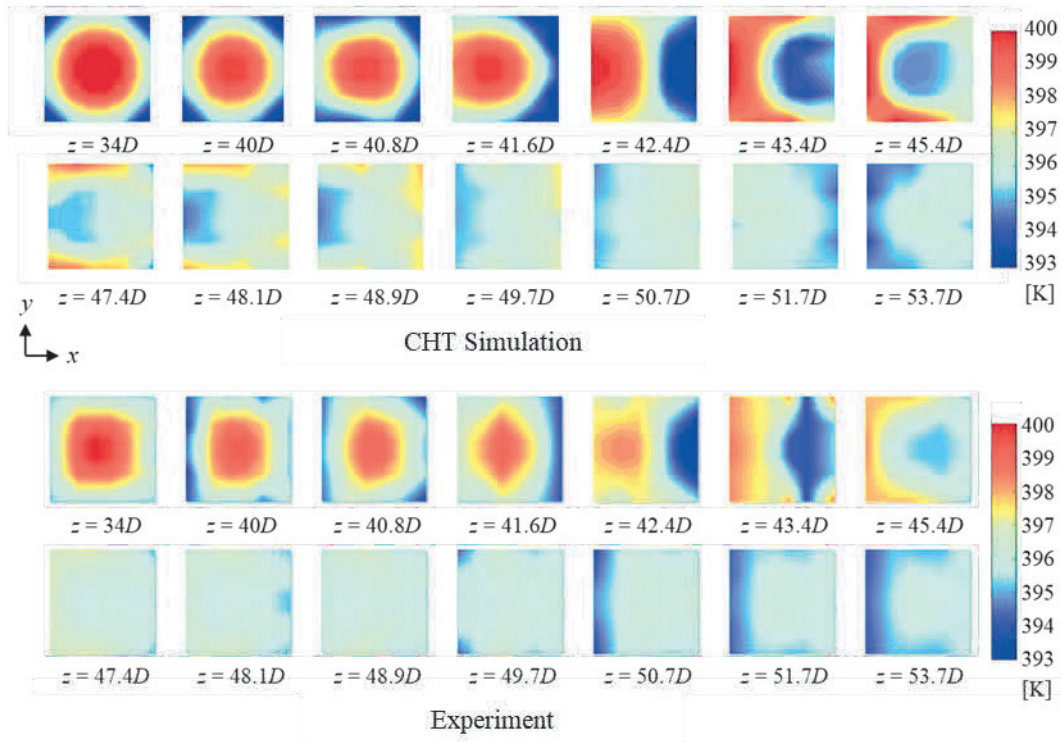 400
399
398
397
396
395
394
393
[K]
z = 34D z = 40D z = 40.8D z = 41.6D z = 42.4D z = 43.4D z = 45.4D
z = 47.4D z = 48.1D z = 48.9D z = 49.7D z = 50.7D z = 51.7D z = 53.7D
y
x
CHT Simulation
400
399
398
397
396
395
394
393
[K]
z = 34D z = 40D z = 40.8D z = 41.6D z = 42.4D z = 43.4D z = 45.4D
z = 47.4D z = 48.1D z = 48.9D z = 49.7D z = 50.7D z = 51.7D z = 53.7D
Experiment